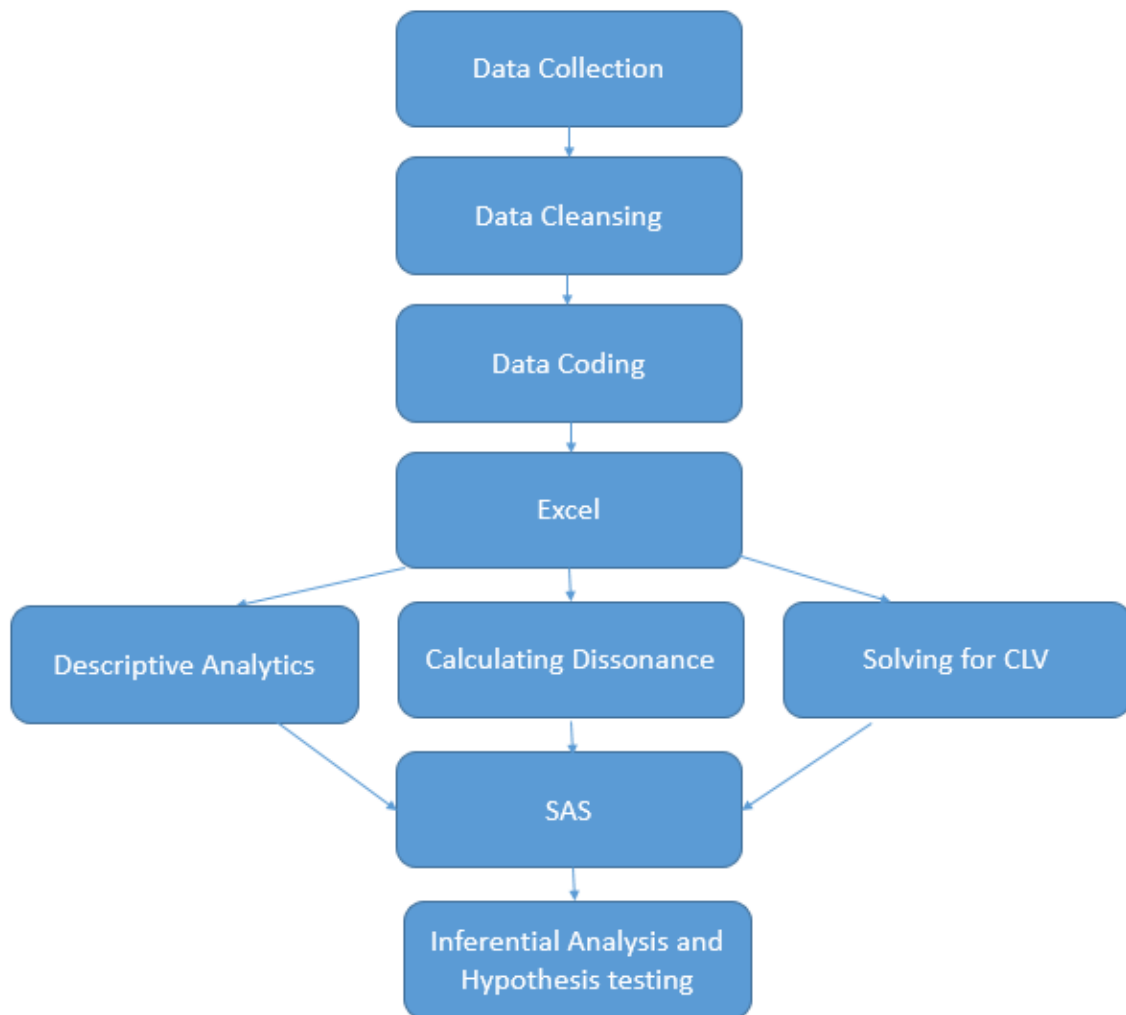 Data Collection
Data Cleansing
Data Coding
Excel
Descriptive Analytics
Calculating Dissonance
Solving for CLV
SAS
Inferential Analysis and
Hypothesis testing